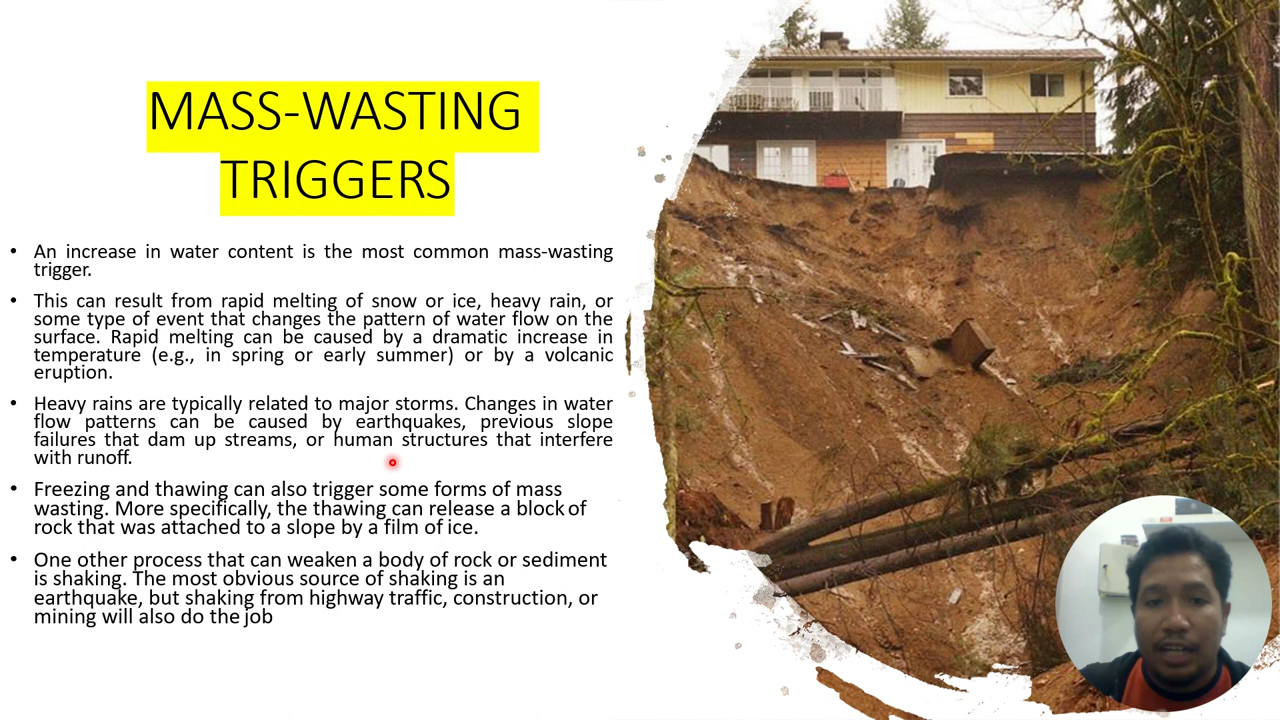 MASS-WASTING
TRIGGERS
• An increase in water content is the most common mass-wasting
trigger.
• This can result from rapid melting of snow or ice, heavy rain, or
some type of event that changes the pattern of water flow on the
surface. Rapid melting can be caused by a dramatic increase in
temperature (e.g., in spring or early summer) or by a volcanic
eruption.
• Heavy rains are typically related to major storms. Changes in water
flow patterns can be caused by earthquakes, previous slope
failures that dam up streams, or human structures that interfere
with runoff.
• Freezing and thawing can also trigger some forms of mass
wasting. More specifically, the thawing can release a block of
rock that was attached to a slope by a film of ice.
• One other process that can weaken a body of rock or sediment
is shaking. The most obvious source of shaking is an
earthquake, but shaking from highway traffic, construction, or
mining will also do the job